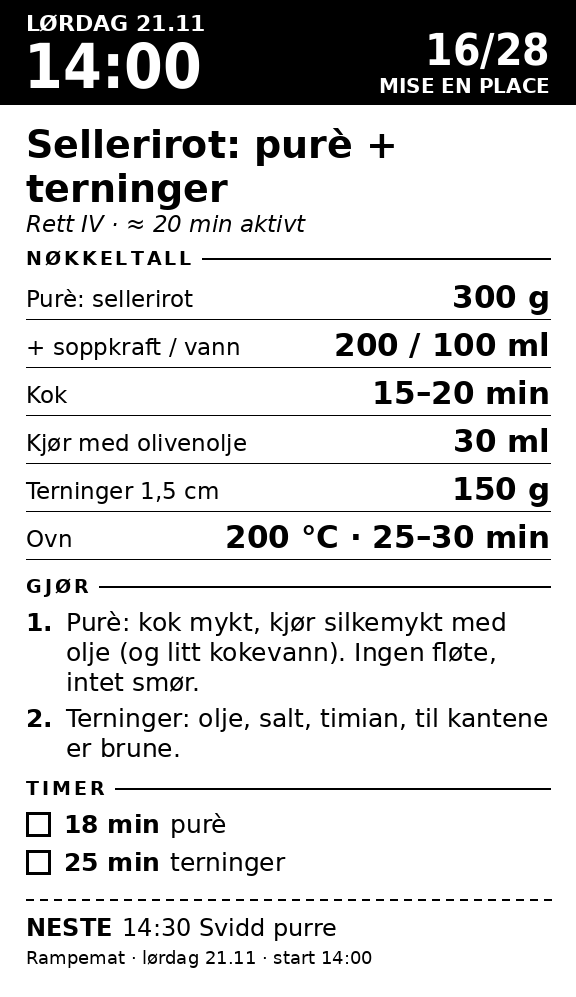 LØRDAG 21.11
14:00
16/28
MISE EN PLACE
Sellerirot: purè +
terninger
Rett IV · ≈ 20 min aktivt
NØKKELTALL
Purè: sellerirot 300 g
+ soppkraft / vann 200 / 100 ml
Kok 15–20 min
Kjør med olivenolje 30 ml
Terninger 1,5 cm 150 g
Ovn 200 °C · 25–30 min
GJØR
1. Purè: kok mykt, kjør silkemykt med
olje (og litt kokevann). Ingen fløte,
intet smør.
2. Terninger: olje, salt, timian, til kantene
er brune.
TIMER
18 min purè
25 min terninger
NESTE 14:30 Svidd purre
Rampemat · lørdag 21.11 · start 14:00